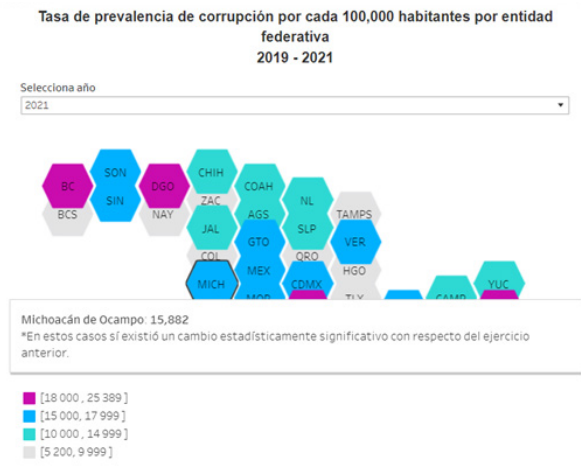 Tasa de prevalencia de corrupción por cada 100,000 habitantes por entidad
federativa
2019 - 2021
Selecciona año
2021
SON CHIH
BC DGO COAH
SIN ZAC NL
BCS NAY AGS TAMPS
JAL SLP
GTO VER
COL QRO
MEX HGO
MICH CDMX YUC
MOR TLX CAMP
Michoacán de Ocampo: 15,882
*En estos casos sí existió un cambio estadísticamente significativo con respecto del ejercicio
anterior.
[18 000 , 25 389 ]
[15 000, 17 999 ]
[10 000 , 14 999 ]
[5 200, 9 999 ]